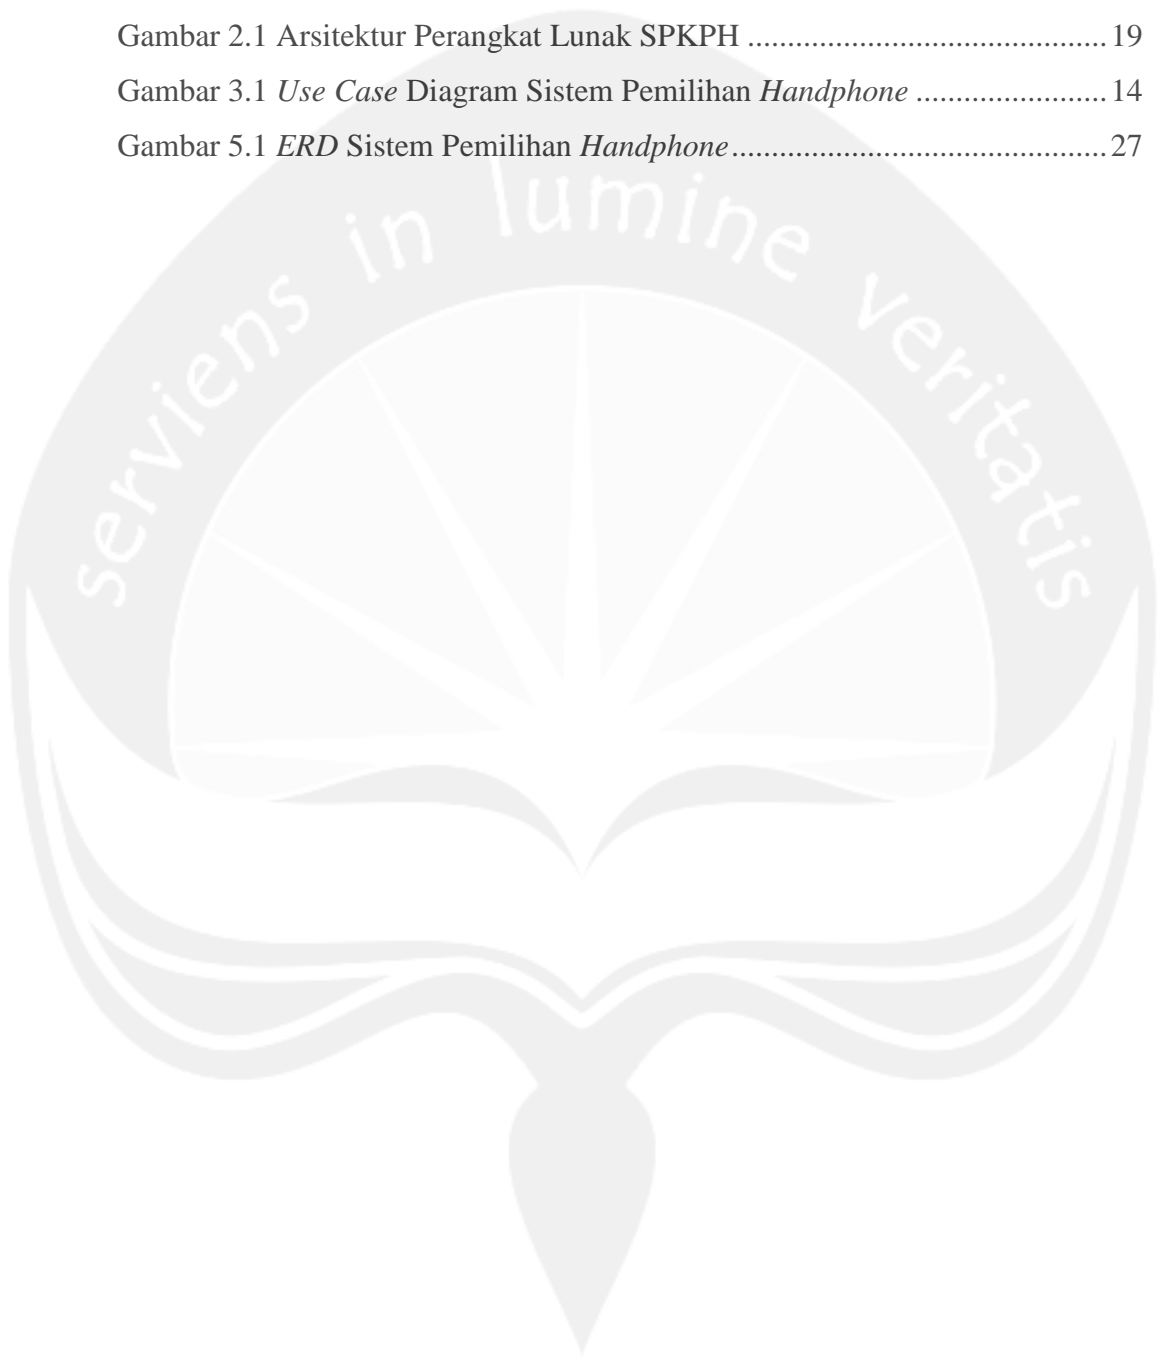 Gambar 2.1 Arsitektur Perangkat Lunak SPKPH ............................................. 19
Gambar 3.1 Use Case Diagram Sistem Pemilihan Handphone ........................ 14
Gambar 5.1 ERD Sistem Pemilihan Handphone............................................... 27
serviens in lumine veritatis